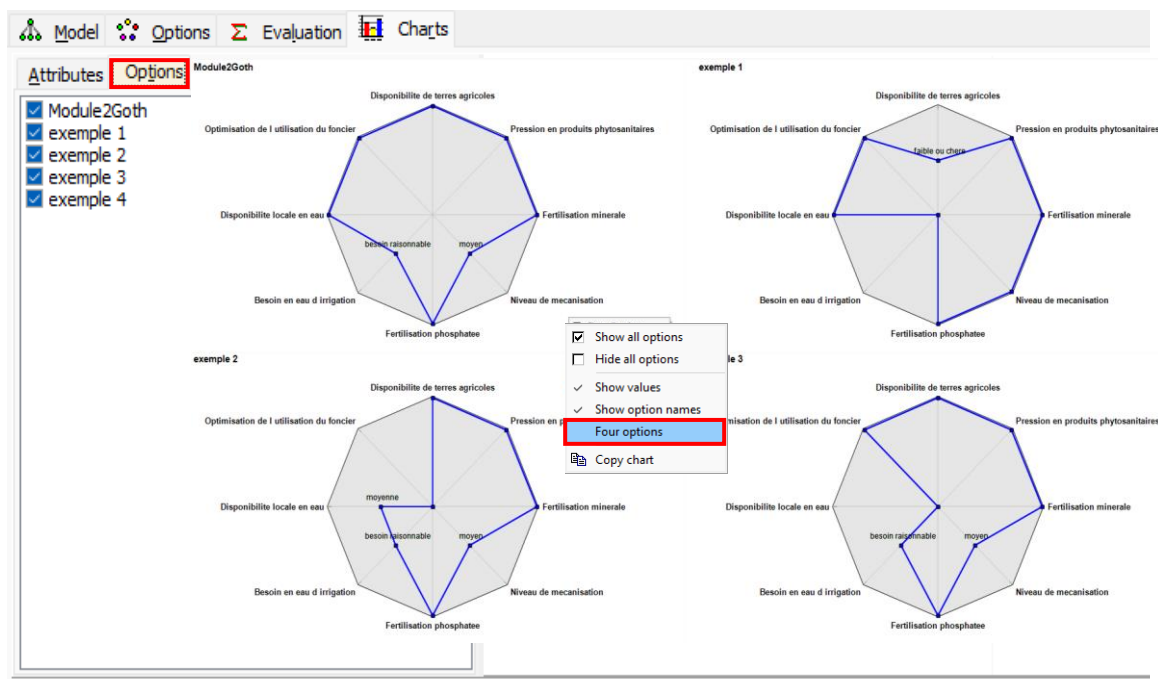 Model Options Evaluation Charts
Attributes Options
Module2Goth
exemple 1
exemple 2
exemple 3
exemple 4
Module2Goth
Disponibilite de terres agricoles
Optimisation de l utilisation du foncier
Pression en produits phytosanitaires
Disponibilite locale en eau
Fertilisation minerale
besoin raisonnable
moyen
Besoin en eau d irrigation
Niveau de mecanisation
Fertilisation phosphatee
exemple 1
Disponibilite de terres agricoles
Optimisation de l utilisation du foncier
Pression en produits phytosanitaires
faible ou chere
Disponibilite locale en eau
Fertilisation minerale
Besoin en eau d irrigation
Niveau de mecanisation
Fertilisation phosphatee
Show all options
Hide all options
Show values
Show option names
Four options
Copy chart
exemple 2
Disponibilite de terres agricoles
Optimisation de l utilisation du foncier
Pression en p
moyenne
Disponibilite locale en eau
Fertilisation minerale
besoin raisonnable
moyen
Besoin en eau d irrigation
Niveau de mecanisation
Fertilisation phosphatee
le 3
Disponibilite de terres agricoles
misation de l utilisation du foncier
Pression en produits phytosanitaires
Disponibilite locale en eau
Fertilisation minerale
besoin raisonnable
moyen
Besoin en eau d irrigation
Niveau de mecanisation
Fertilisation phosphatee